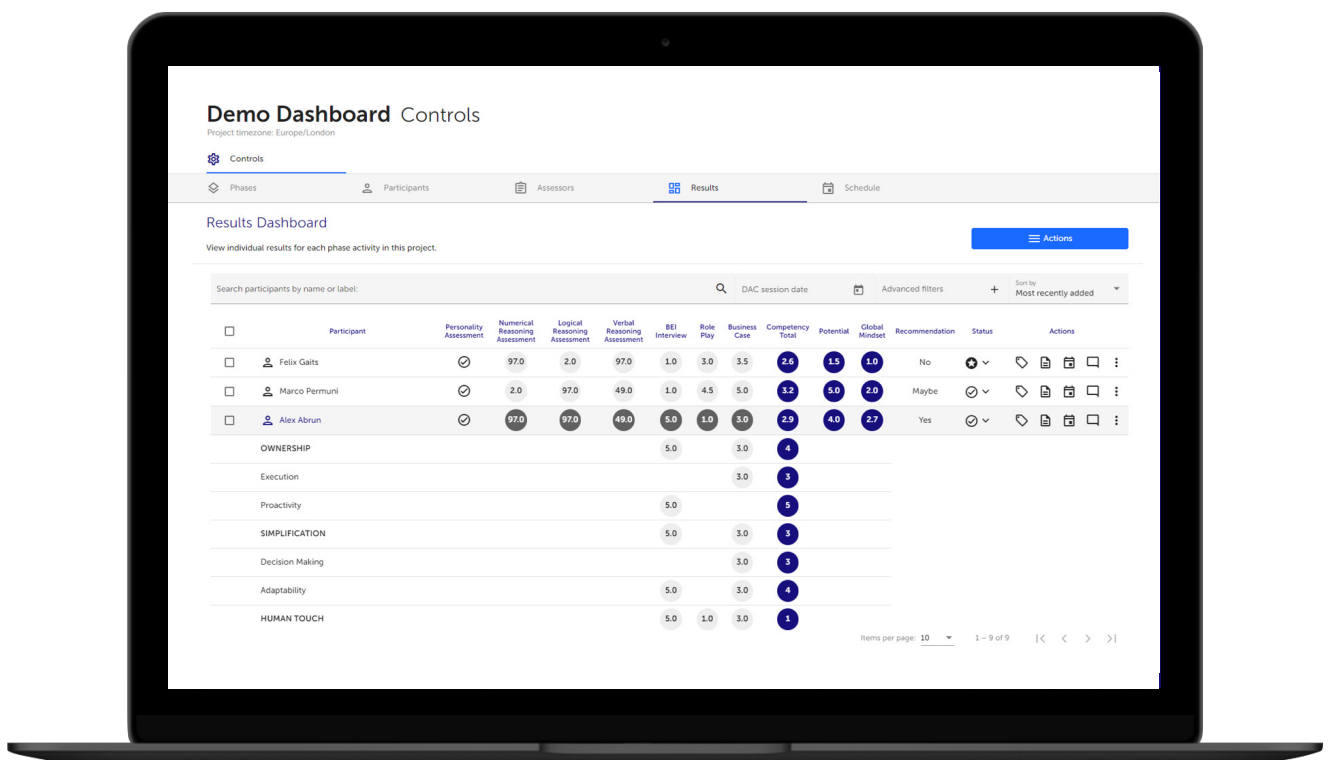 Demo Dashboard Controls
Project timezone: Europe/London
Controls
Phases Participants Assessors Results Schedule
Results Dashboard
View individual results for each phase activity in this project.
Actions
Search participants by name or label: DAC session date Advanced filters + Sort by Most recently added
Participant Personality Assessment Numerical Reasoning Assessment Logical Reasoning Assessment Verbal Reasoning Assessment BEI Interview Role Play Business Case Competency Total Potential Global Mindset Recommendation Status Actions
Felix Gaits 97.0 2.0 97.0 1.0 3.0 3.5 2.6 1.5 1.0 No
Marco Permuni 2.0 97.0 49.0 1.0 4.5 5.0 3.2 5.0 2.0 Maybe
Alex Abrun 97.0 97.0 49.0 5.0 1.0 3.0 2.9 4.0 2.7 Yes
OWNERSHIP 5.0 3.0 4
Execution 3.0 3
Proactivity 5.0 5
SIMPLIFICATION 5.0 3.0 3
Decision Making 3.0 3
Adaptability 5.0 3.0 4
HUMAN TOUCH 5.0 1.0 3.0 1
Items per page: 10 1 – 9 of 9